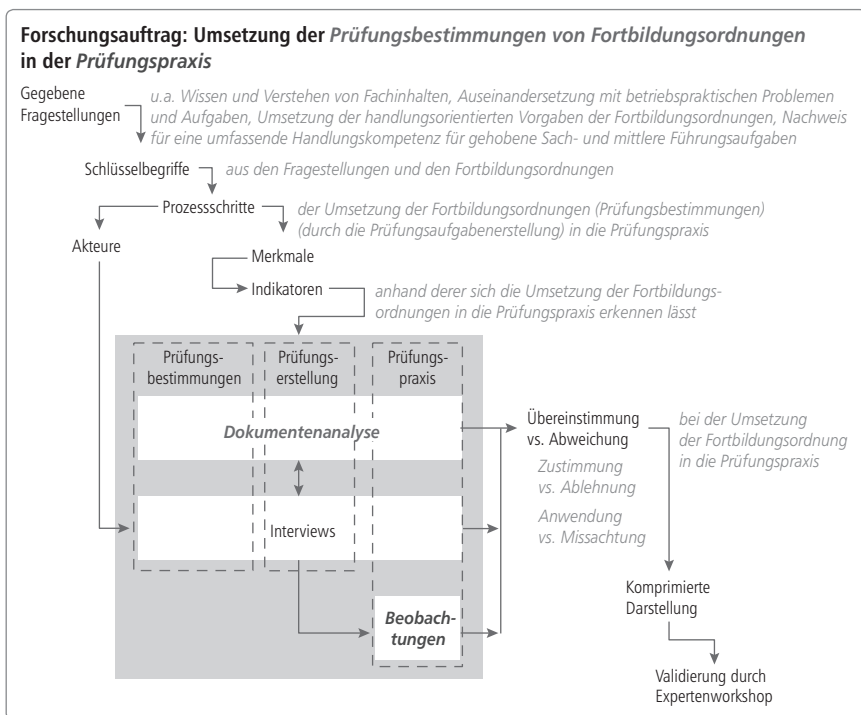 Forschungsauftrag: Umsetzung der Prüfungsbestimmungen von Fortbildungsordnungen
in der Prüfungspraxis
Gegebene
Fragestellungen
u.a. Wissen und Verstehen von Fachinhalten, Auseinandersetzung mit betriebspraktischen Problemen
und Aufgaben, Umsetzung der handlungsorientierten Vorgaben der Fortbildungsordnungen, Nachweis
für eine umfassende Handlungskompetenz für gehobene Sach- und mittlere Führungsaufgaben
Schlüsselbegriffe
aus den Fragestellungen und den Fortbildungsordnungen
Prozessschritte
der Umsetzung der Fortbildungsordnungen (Prüfungsbestimmungen)
(durch die Prüfungsaufgabenerstellung) in die Prüfungspraxis
Akteure
Merkmale
Indikatoren
anhand derer sich die Umsetzung der Fortbildungs-
ordnungen in die Prüfungspraxis erkennen lässt
Prüfungs-
bestimmungen
Prüfungs-
erstellung
Prüfungs-
praxis
Dokumentenanalyse
Interviews
Beobach-
tungen
Übereinstimmung
vs. Abweichung
bei der Umsetzung
der Fortbildungsordnung
in die Prüfungspraxis
Zustimmung
vs. Ablehnung
Anwendung
vs. Missachtung
Komprimierte
Darstellung
Validierung durch
Expertenworkshop